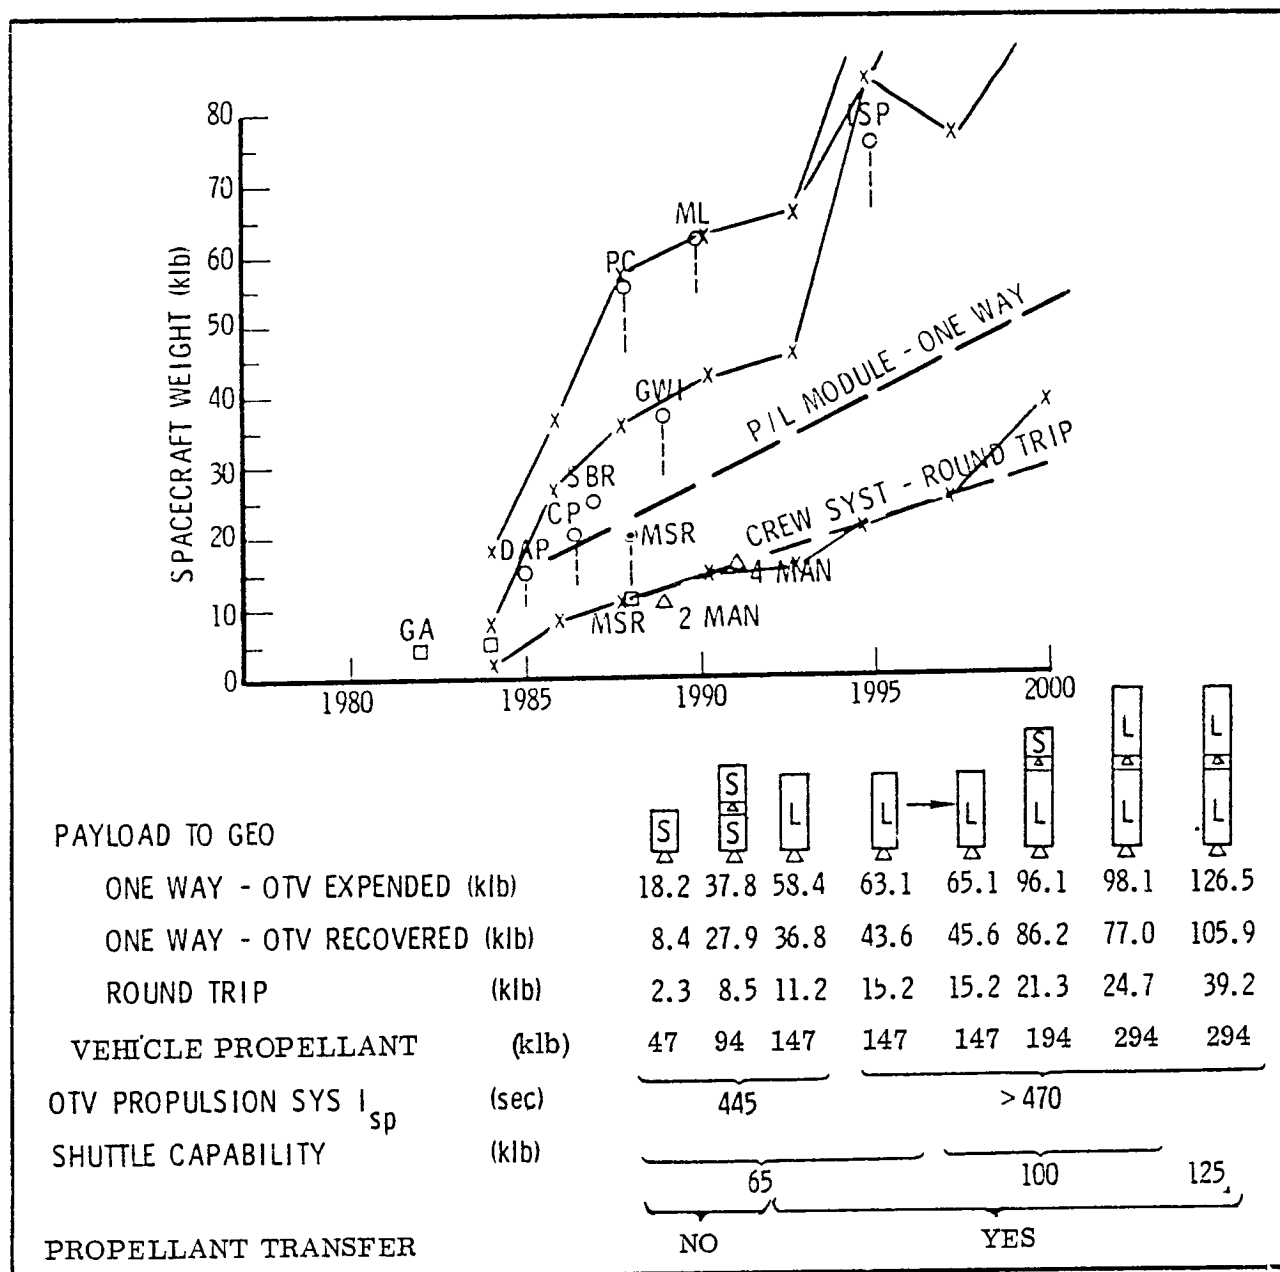 80
70
60
50
40
30
20
10
0
SPACECRAFT WEIGHT (klb)
ISP
ML
PC
GWI
P/L MODULE - ONE WAY
SBR
CP
CREW SYST - ROUND TRIP
DAP
MSR
4 MAN
MSR
2 MAN
GA
1980 1985 1990 1995 2000
S S S L L L S L L L L L
PAYLOAD TO GEO
ONE WAY - OTV EXPENDED (klb) 18.2 37.8 58.4 63.1 65.1 96.1 98.1 126.5
ONE WAY - OTV RECOVERED (klb) 8.4 27.9 36.8 43.6 45.6 86.2 77.0 105.9
ROUND TRIP (klb) 2.3 8.5 11.2 15.2 15.2 21.3 24.7 39.2
VEHICLE PROPELLANT (klb) 47 94 147 147 147 194 294 294
OTV PROPULSION SYS Isp (sec) 445 >470
SHUTTLE CAPABILITY (klb) 65 100 125
PROPELLANT TRANSFER NO YES